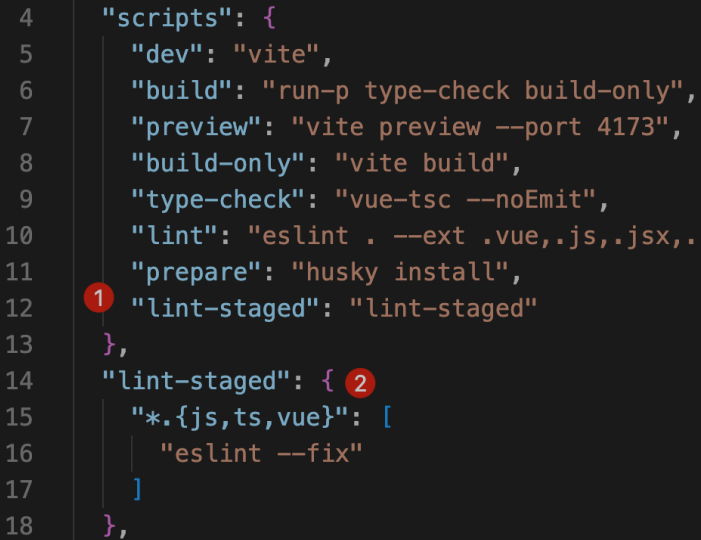 4 "scripts": {
5 "dev": "vite",
6 "build": "run-p type-check build-only",
7 "preview": "vite preview --port 4173",
8 "build-only": "vite build",
9 "type-check": "vue-tsc --noEmit",
10 "lint": "eslint . --ext .vue,.js,.jsx,.
11 "prepare": "husky install",
1
12 "lint-staged": "lint-staged"
13 },
14 "lint-staged": { 2
15 "*.{js,ts,vue}": [
16 "eslint --fix"
17 ]
18 },